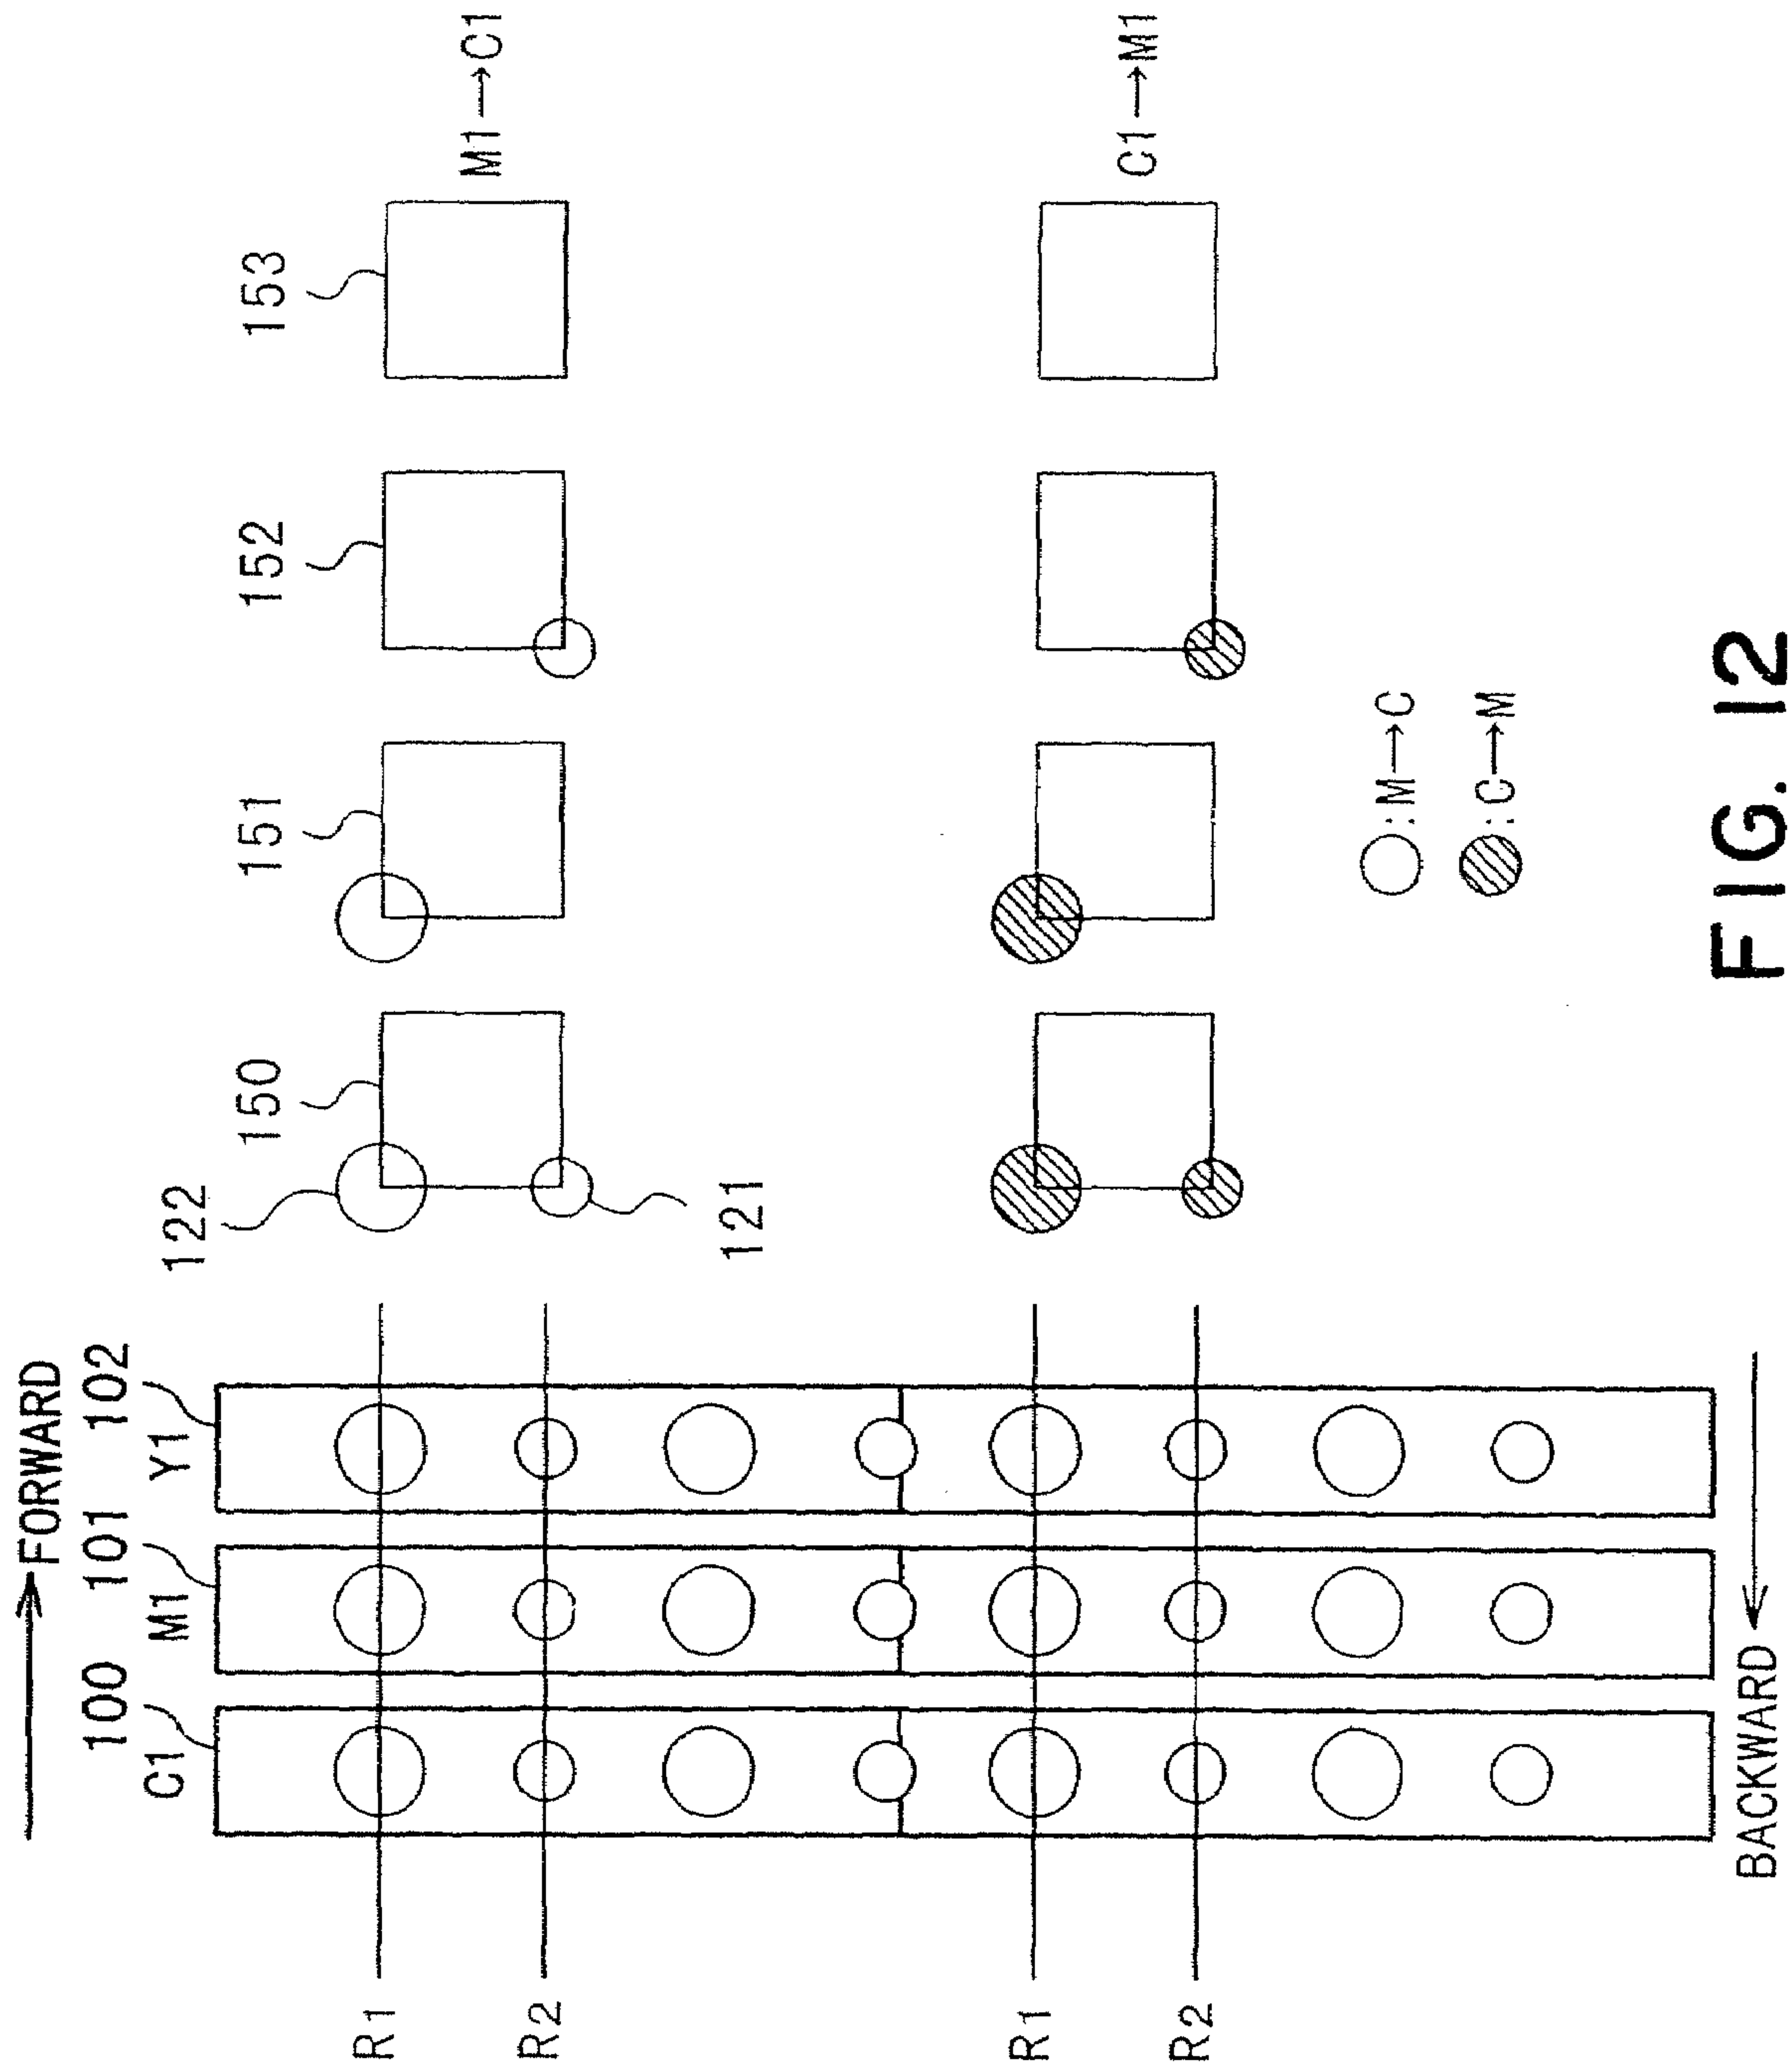 →FORWARD
100 101 102
C1 M1 Y1
122
150 151 152 153
R1
M1→C1
R2
121
R1
C1→M1
R2
:M→C
:C→M
BACKWARD←
FIG. 12